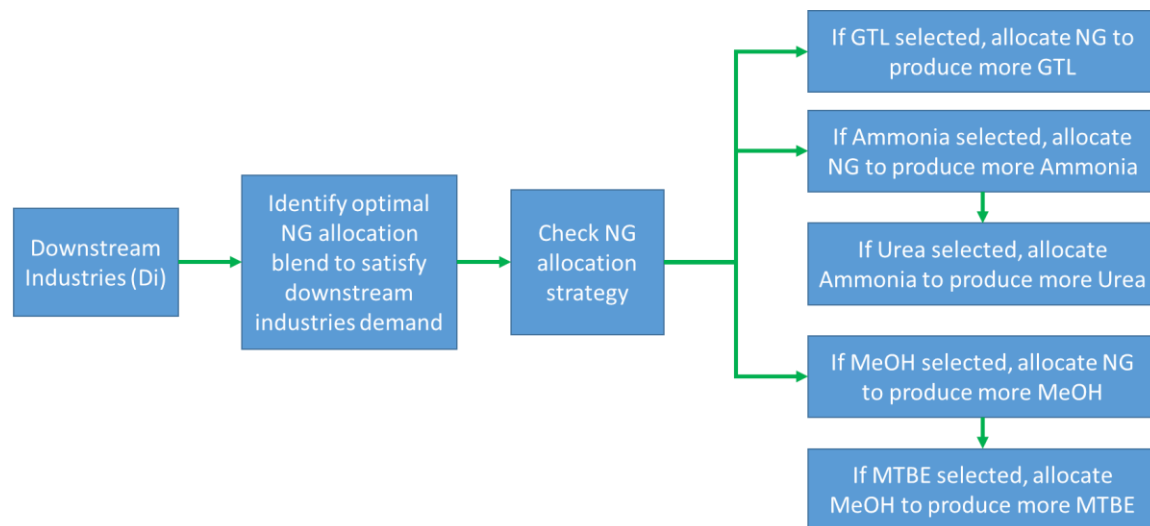 Downstream
Industries (Di)
Identify optimal
NG allocation
blend to satisfy
downstream
industries demand
Check NG
allocation
strategy
If GTL selected, allocate NG to
produce more GTL
If Ammonia selected, allocate
NG to produce more Ammonia
If Urea selected, allocate
Ammonia to produce more Urea
If MeOH selected, allocate NG
to produce more MeOH
If MTBE selected, allocate
MeOH to produce more MTBE